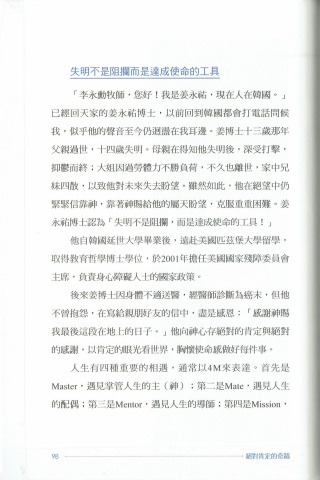 失明不是阻攔而是達成使命的工具
「李永勳牧師，您好！我是姜永祐，現在人在韓國。」
已經回天家的姜永祐博士，以前回到韓國都會打電話問候
我，似乎他的聲音至今仍迴盪在我耳邊。姜博士十三歲那年
父親過世，十四歲失明。母親在得知他失明後，深受打擊，
抑鬱而終；大姐因過勞體力不勝負荷，不久也離世，家中兄
妹四散，以致他對未來失去盼望，雖然如此，他在絕望中仍
緊緊信靠神，靠著神賜給他的屬天盼望，克服重重困難。姜
永祐博士認為「失明不是阻攔，而是達成使命的工具！」
他自韓國延世大學畢業後，遠赴美國匹茲堡大學留學，
取得教育哲學博士學位，於2001年擔任美國國家殘障委員會
主席，負責身心障礙人士的國家政策。
後來姜博士因身體不適送醫，經醫師診斷為癌末，但他
不曾抱怨，在寫給親朋好友的信中，盡是感恩：「感謝神賜
我最後這段在地上的日子。」他向神心存絕對的肯定與絕對
的感謝，以肯定的眼光看世界，胸懷使命感做好每件事。
人生有四種重要的相遇，通常以4M來表達。首先是
Master，遇見掌管人生的主（神）；第二是Mate，遇見人生
的配偶；第三是Mentor，遇見人生的導師；第四是Mission，
98
絕對肯定的命籍